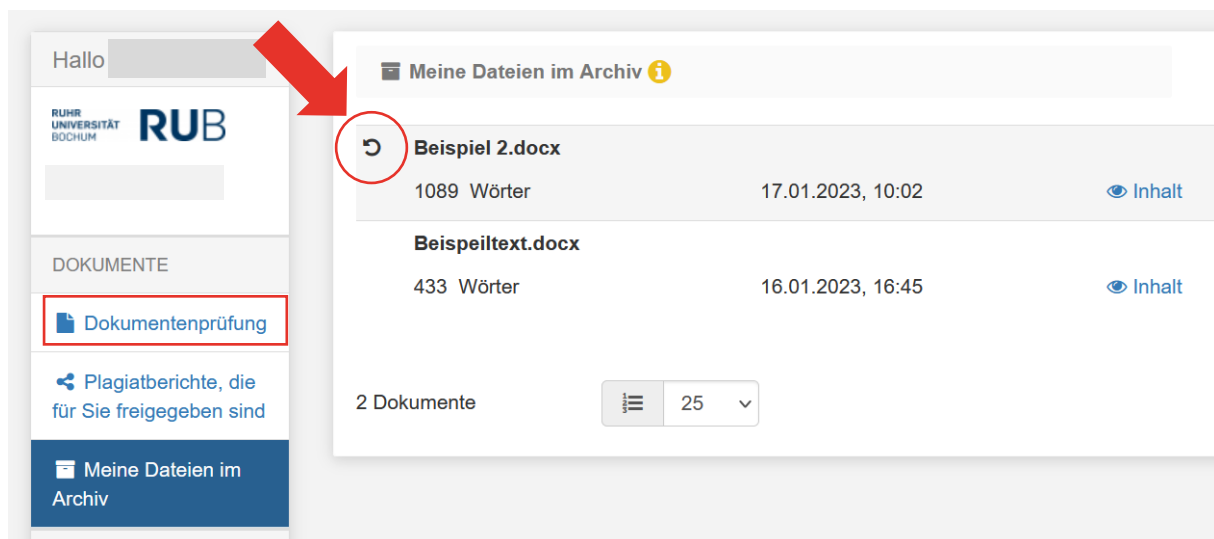 Hallo
RUHR
UNIVERSITÄT
BOCHUM
RUB
DOKUMENTE
Dokumentenprüfung
Plagiatberichte, die
für Sie freigegeben sind
Meine Dateien im
Archiv
Meine Dateien im Archiv
Beispiel 2.docx
1089 Wörter 17.01.2023, 10:02 Inhalt
Beispeiltext.docx
433 Wörter 16.01.2023, 16:45 Inhalt
2 Dokumente 25